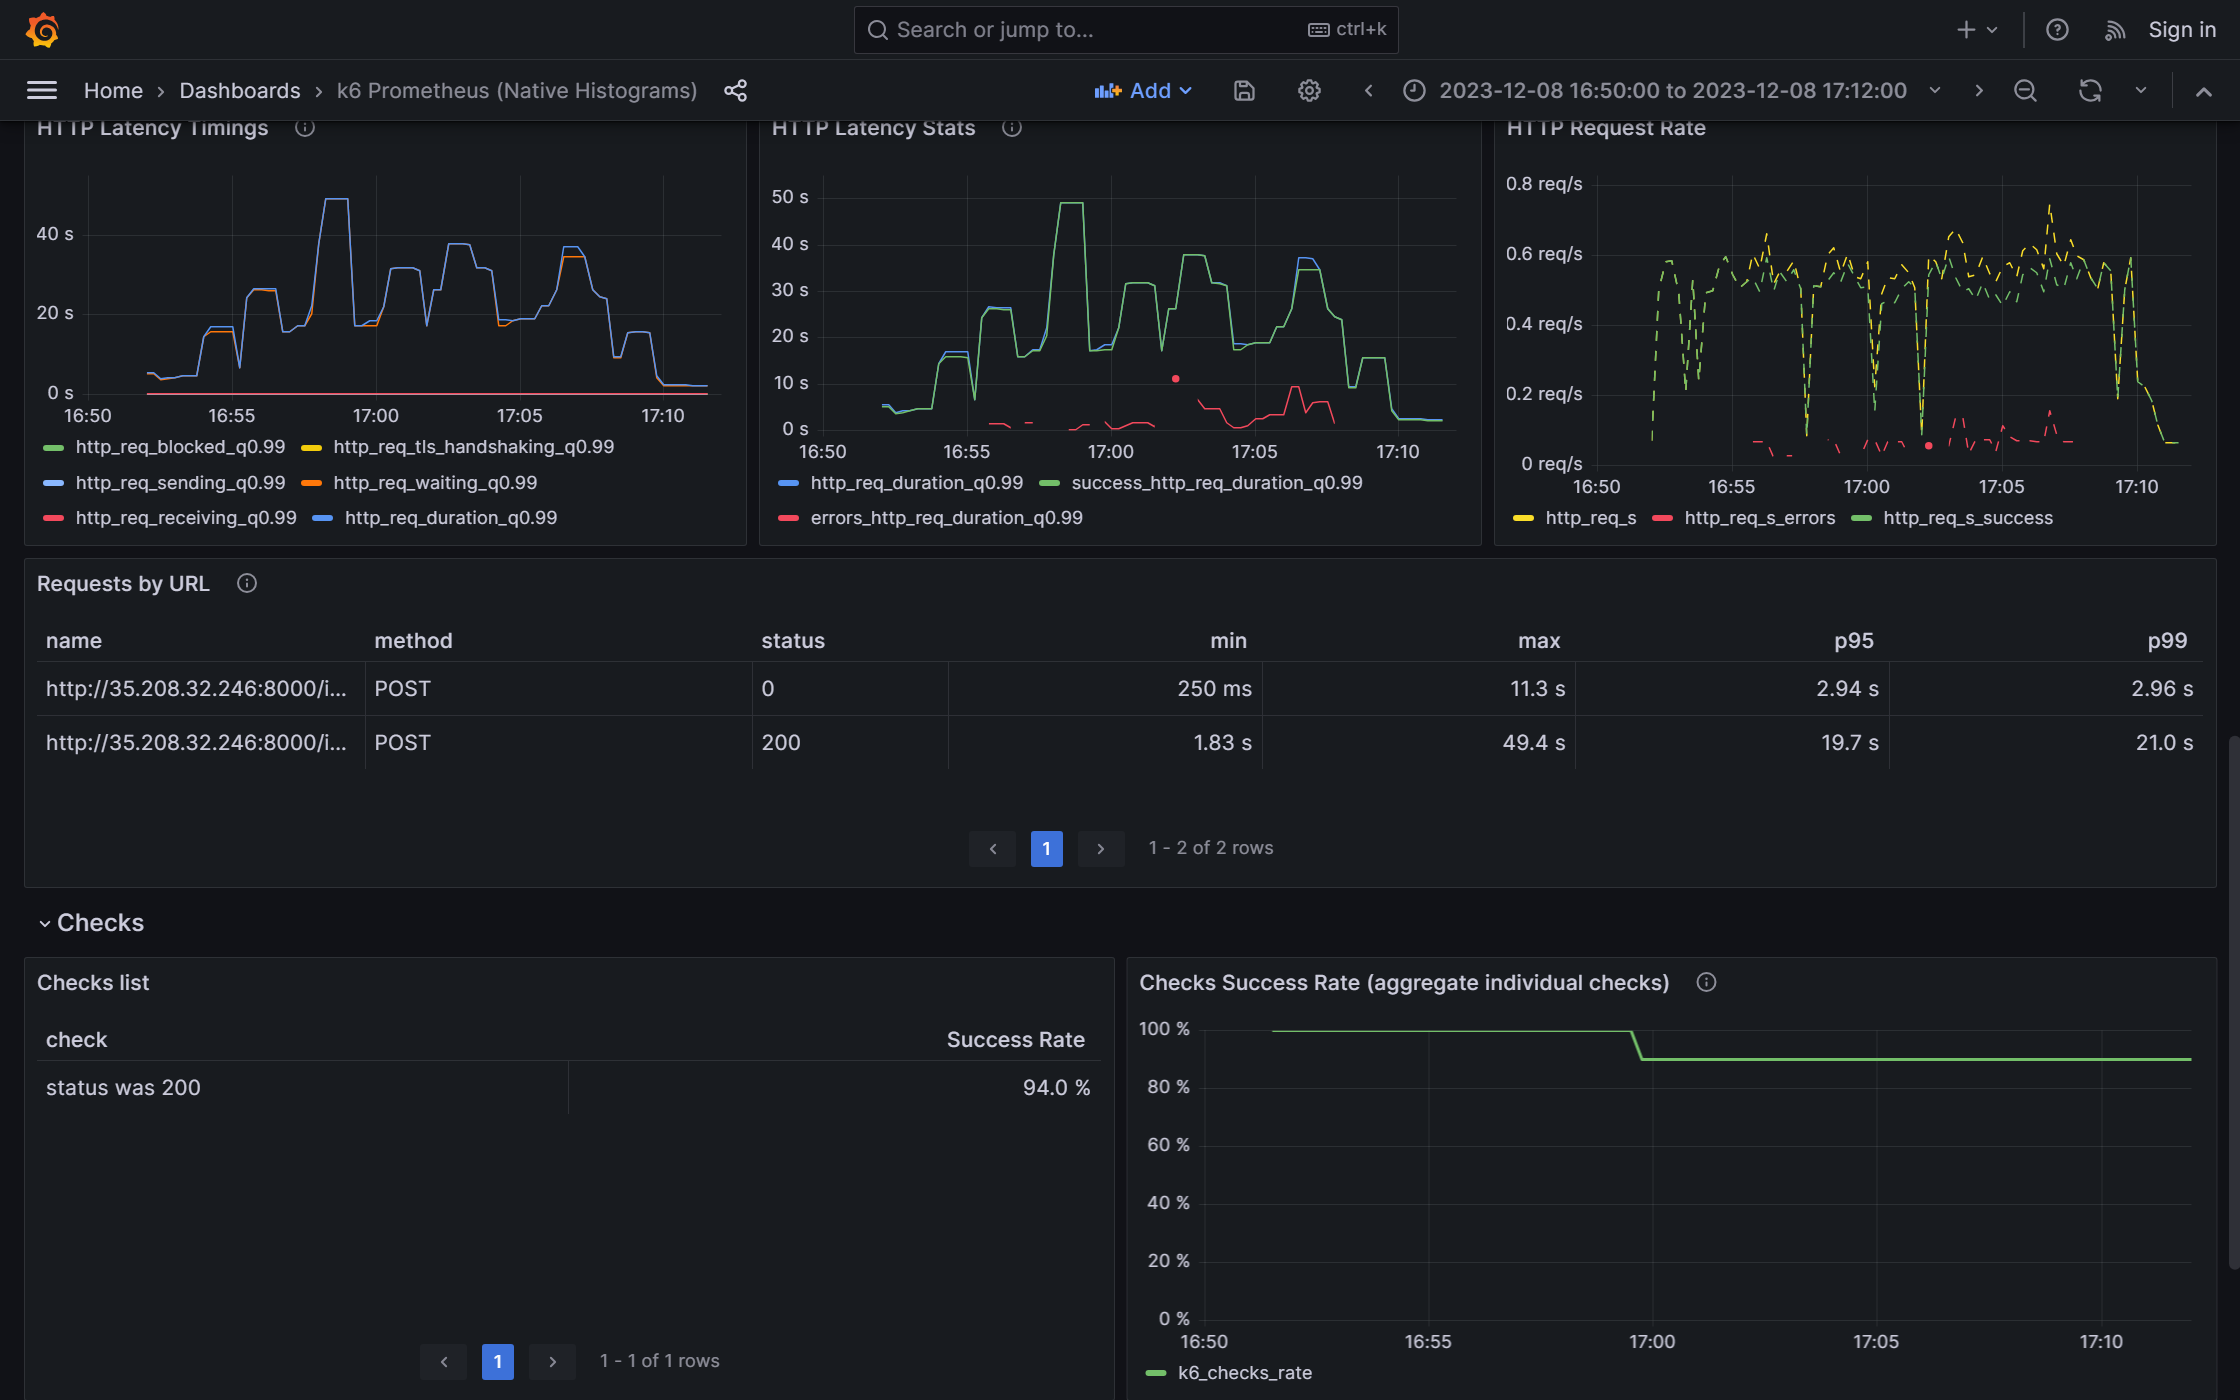 Search or jump to... ctrl+k Sign in
Home > Dashboards > k6 Prometheus (Native Histograms) Add 2023-12-08 16:50:00 to 2023-12-08 17:12:00
HTTP Latency Timings
40 s
20 s
0 s
16:50 16:55 17:00 17:05 17:10
http_req_blocked_q0.99 http_req_tls_handshaking_q0.99
http_req_sending_q0.99 http_req_waiting_q0.99
http_req_receiving_q0.99 http_req_duration_q0.99
HTTP Latency Stats
50 s
40 s
30 s
20 s
10 s
0 s
16:50 16:55 17:00 17:05 17:10
http_req_duration_q0.99 success_http_req_duration_q0.99
errors_http_req_duration_q0.99
HTTP Request Rate
0.8 req/s
0.6 req/s
0.4 req/s
0.2 req/s
0 req/s
16:50 16:55 17:00 17:05 17:10
http_req_s http_req_s_errors http_req_s_success
Requests by URL
name method status min max p95 p99
http://35.208.32.246:8000/i... POST 0 250 ms 11.3 s 2.94 s 2.96 s
http://35.208.32.246:8000/i... POST 200 1.83 s 49.4 s 19.7 s 21.0 s
1 1 - 2 of 2 rows
Checks
Checks list
check Success Rate
status was 200 94.0 %
1 1 - 1 of 1 rows
Checks Success Rate (aggregate individual checks)
100 %
80 %
60 %
40 %
20 %
0 %
16:50 16:55 17:00 17:05 17:10
k6_checks_rate